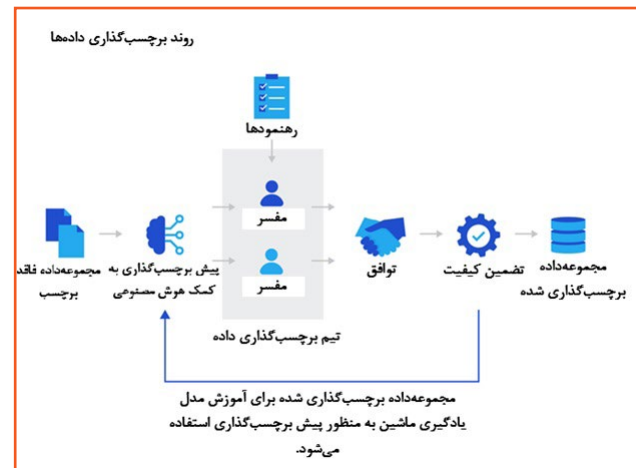 روند برچسب‌گذاری داده‌ها
رهنمودها
مفسر
مفسر
تیم برچسب‌گذاری داده
مجموعه‌داده فاقد
برچسب
پیش برچسب‌گذاری به
کمک هوش مصنوعی
توافق
تضمین کیفیت
مجموعه‌داده
برچسب‌گذاری شده
مجموعه‌داده برچسب‌گذاری شده برای آموزش مدل
یادگیری ماشین به منظور پیش برچسب‌گذاری استفاده
می‌شود.